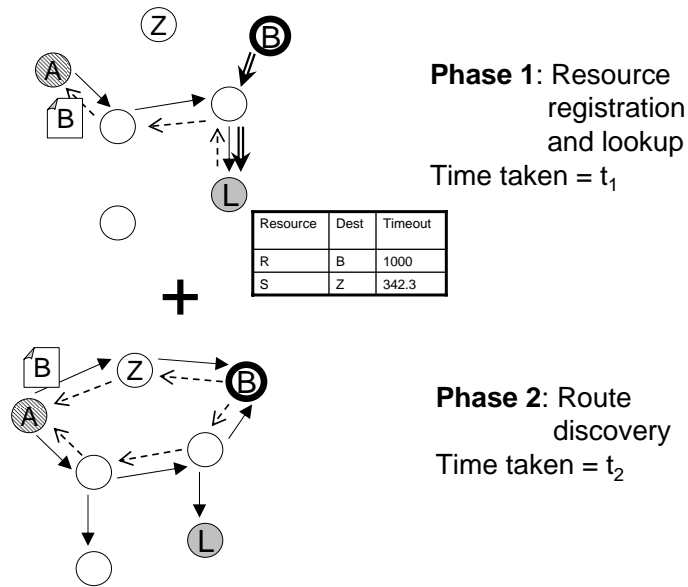 Z
B
A
B
L
Phase 1: Resource
registration
and lookup
Time taken = t₁
Resource Dest Timeout
R B 1000
S Z 342.3
+
B
Z
B
A
L
Phase 2: Route
discovery
Time taken = t₂